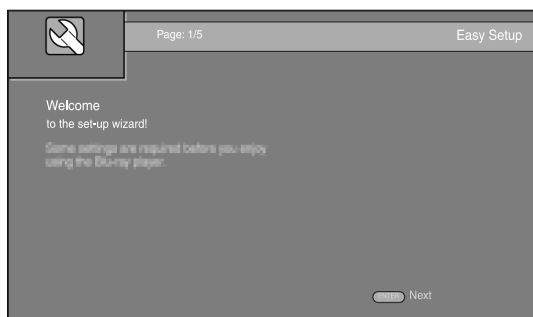 Page: 1/5
Easy Setup
Welcome
to the set-up wizard!
Some settings are required before you enjoy
using the Blu-ray player.
ENTER Next